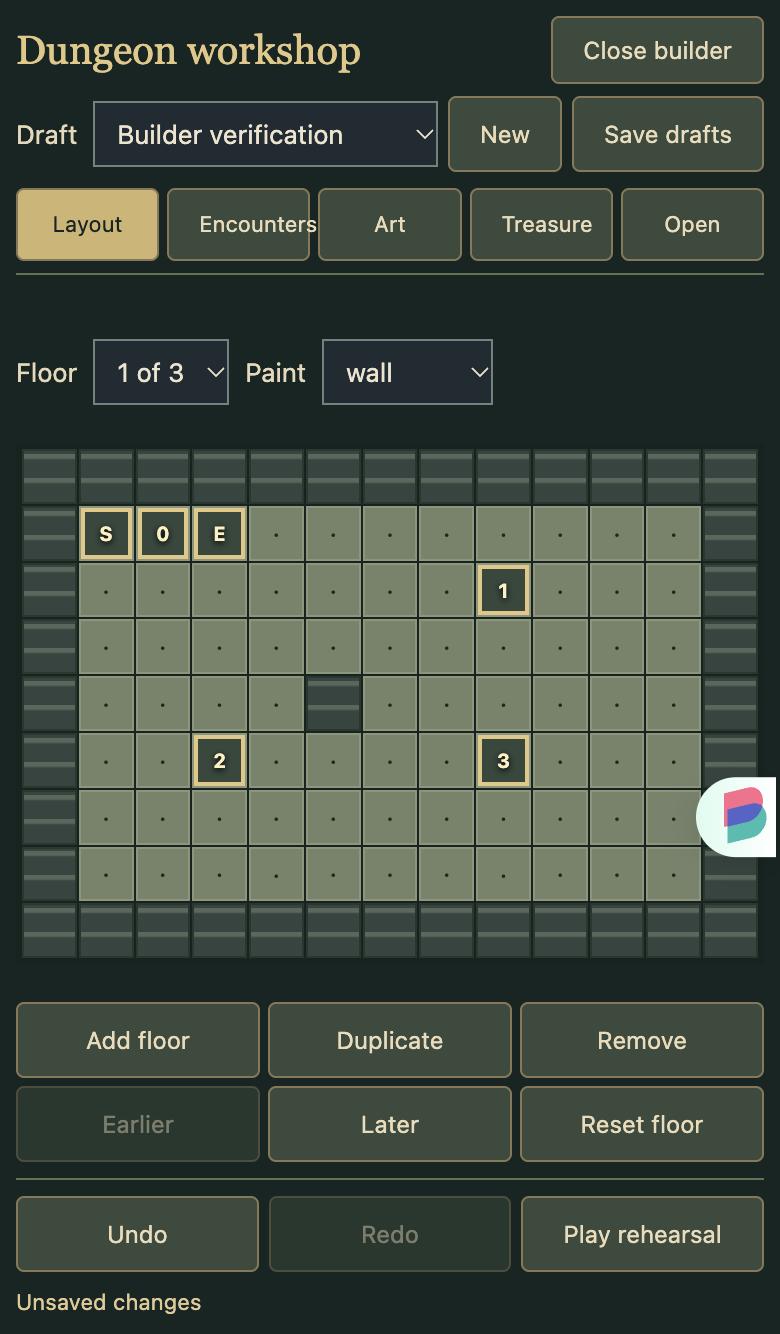 Dungeon workshop Close builder
Draft Builder verification New Save drafts
Layout Encounters Art Treasure Open
Floor 1 of 3 Paint wall
S 0 E
1
2 3
Add floor Duplicate Remove
Earlier Later Reset floor
Undo Redo Play rehearsal
Unsaved changes